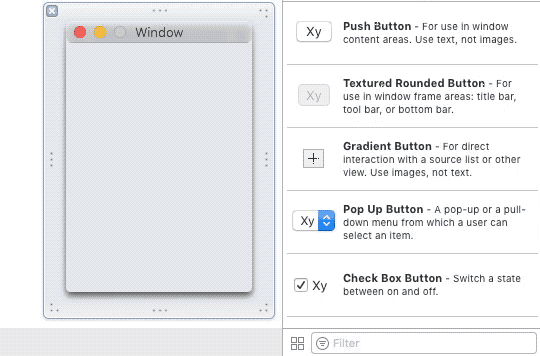 Window
Xy
Push Button - For use in window
content areas. Use text, not images.
Xy
Textured Rounded Button - For
use in window frame areas: title bar,
tool bar, or bottom bar.
Gradient Button - For direct
interaction with a source list or other
view. Use images, not text.
Xy
Pop Up Button - A pop-up or a pull-
down menu from which a user can
select an item.
Xy
Check Box Button - Switch a state
between on and off.
Filter